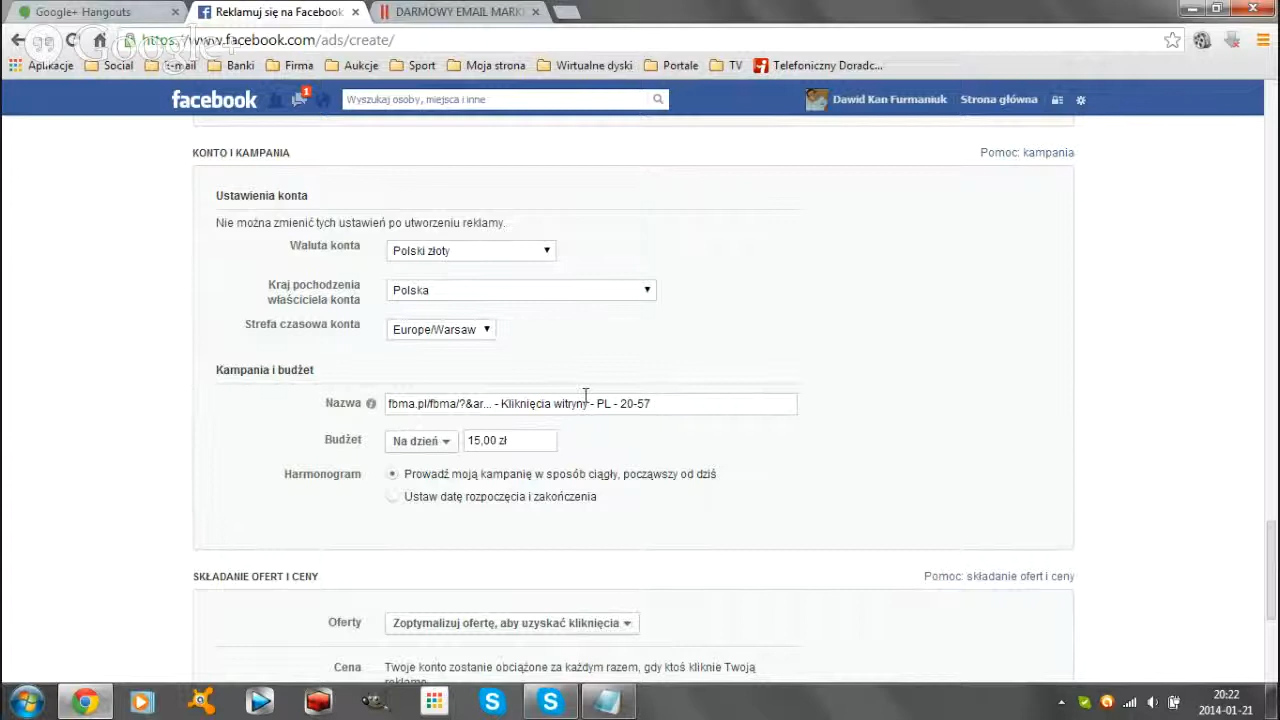 Google+ Hangouts
Reklamuj się na Facebook
DARMOWY EMAIL MARK
Google+
https://www.facebook.com/ads/create/
Aplikacje
Social
E-mail
Banki
Firma
Aukcje
Sport
Moja strona
Wirtualne dyski
Portale
TV
Telefoniczny Doradc...
facebook
1
Wyszukaj osoby, miejsca i inne
Dawid Kan Furmaniuk
Strona główna
KONTO I KAMPANIA
Pomoc: kampania
Ustawienia konta
Nie można zmienić tych ustawień po utworzeniu reklamy.
Waluta konta
Polski złoty
Kraj pochodzenia
właściciela konta
Polska
Strefa czasowa konta
Europe/Warsaw
Kampania i budżet
Nazwa
fbma.pl/fbma/?&ar... - Kliknięcia witryny - PL - 20-57
Budżet
Na dzień
15,00 zł
Harmonogram
Prowadź moją kampanię w sposób ciągły, począwszy od dziś
Ustaw datę rozpoczęcia i zakończenia
SKŁADANIE OFERT I CENY
Pomoc: składanie ofert i ceny
Oferty
Zoptymalizuj ofertę, aby uzyskać kliknięcia
Cena
Twoje konto zostanie obciążone za każdym razem, gdy ktoś kliknie Twoją
reklamę.
20:22
2014-01-21